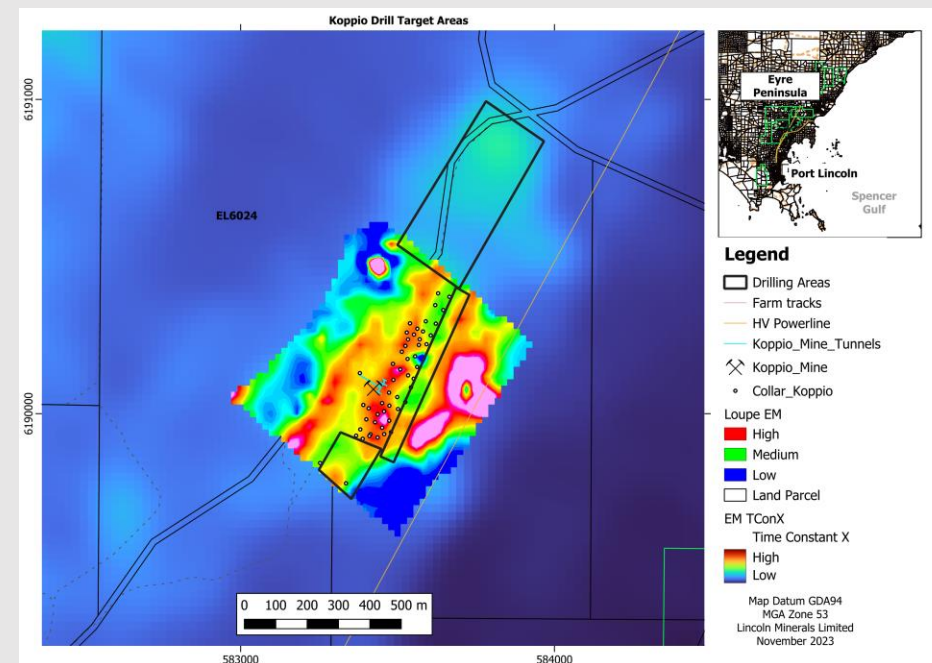 Koppio Drill Target Areas
6191000
6190000
EL6024
0 100 200 300 400 500 m
583000
584000
Eyre
Peninsula
Port Lincoln
Spencer
Gulf
Legend
Drilling Areas
Farm tracks
HV Powerline
Koppio_Mine_Tunnels
Koppio_Mine
Collar_Koppio
Loupe EM
High
Medium
Low
Land Parcel
EM TConX
Time Constant X
High
Low
Map Datum GDA94
MGA Zone 53
Lincoln Minerals Limited
November 2023